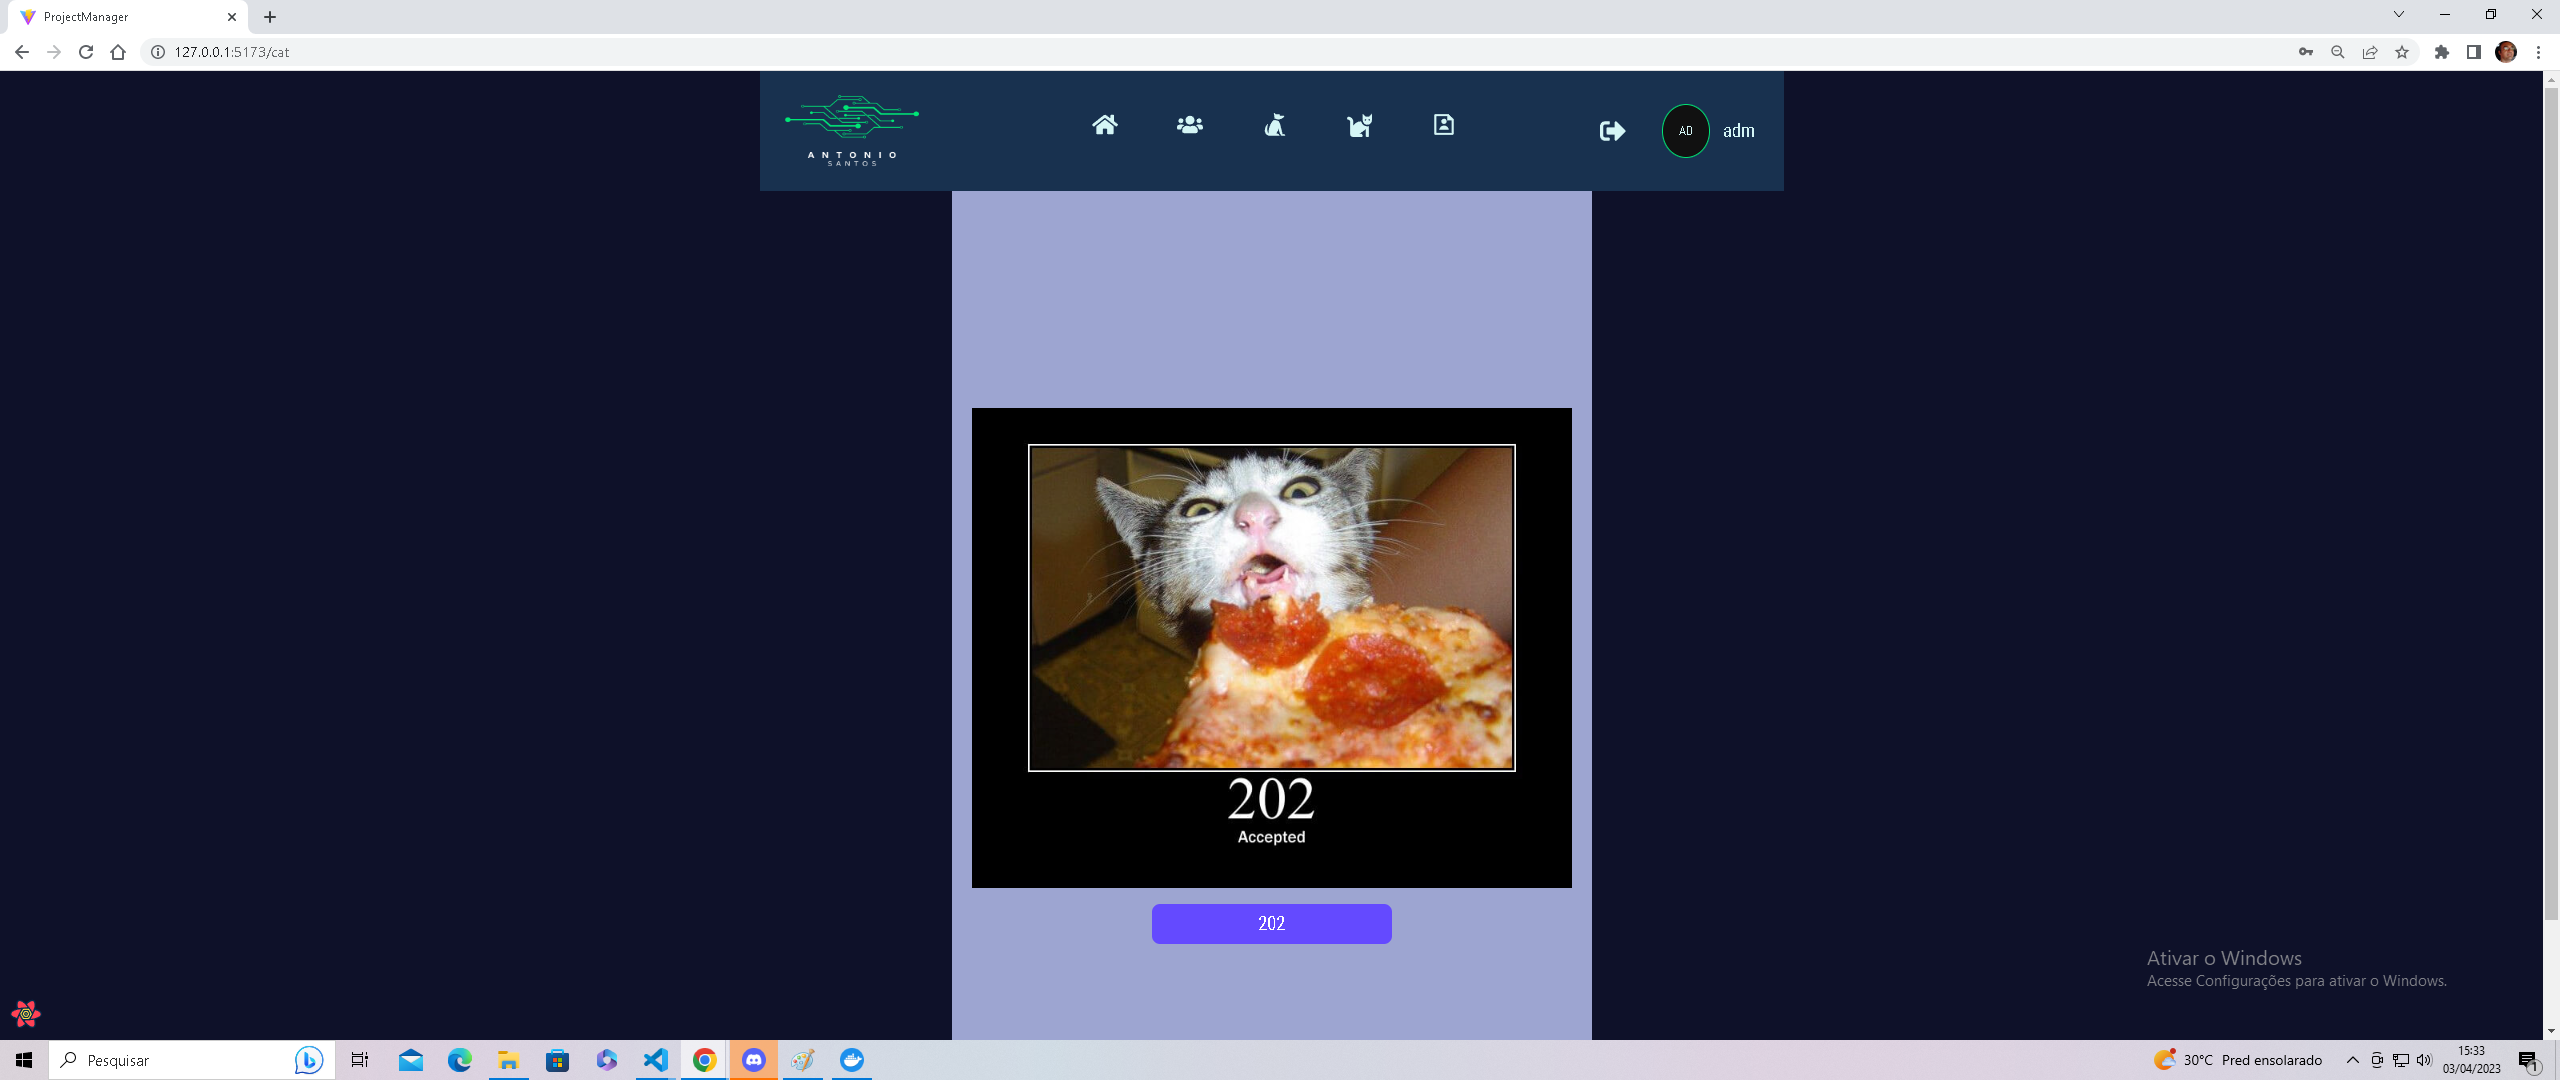 ProjectManager
127.0.0.1:5173/cat
ANTONIO
SANTOS
AD
adm
202
Accepted
202
Ativar o Windows
Acesse Configurações para ativar o Windows.
Pesquisar
30°C Pred ensolarado
15:33
03/04/2023
1